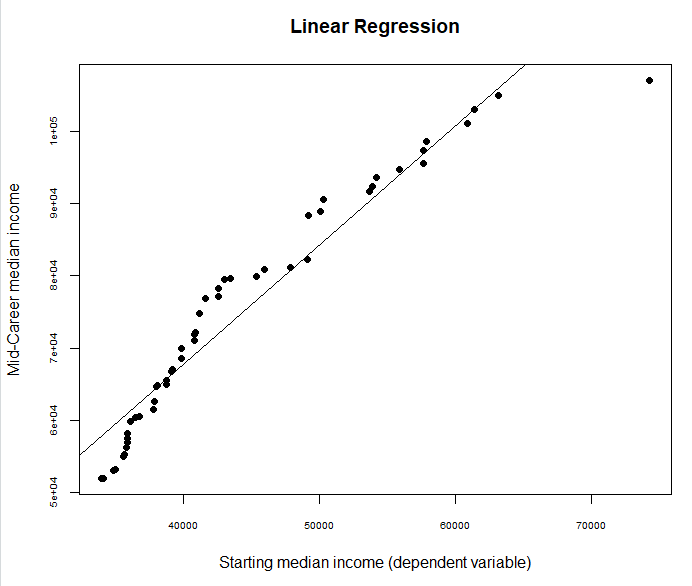 Linear Regression
Mid-Career median income
1e+05
9e+04
8e+04
7e+04
6e+04
5e+04
40000 50000 60000 70000
Starting median income (dependent variable)